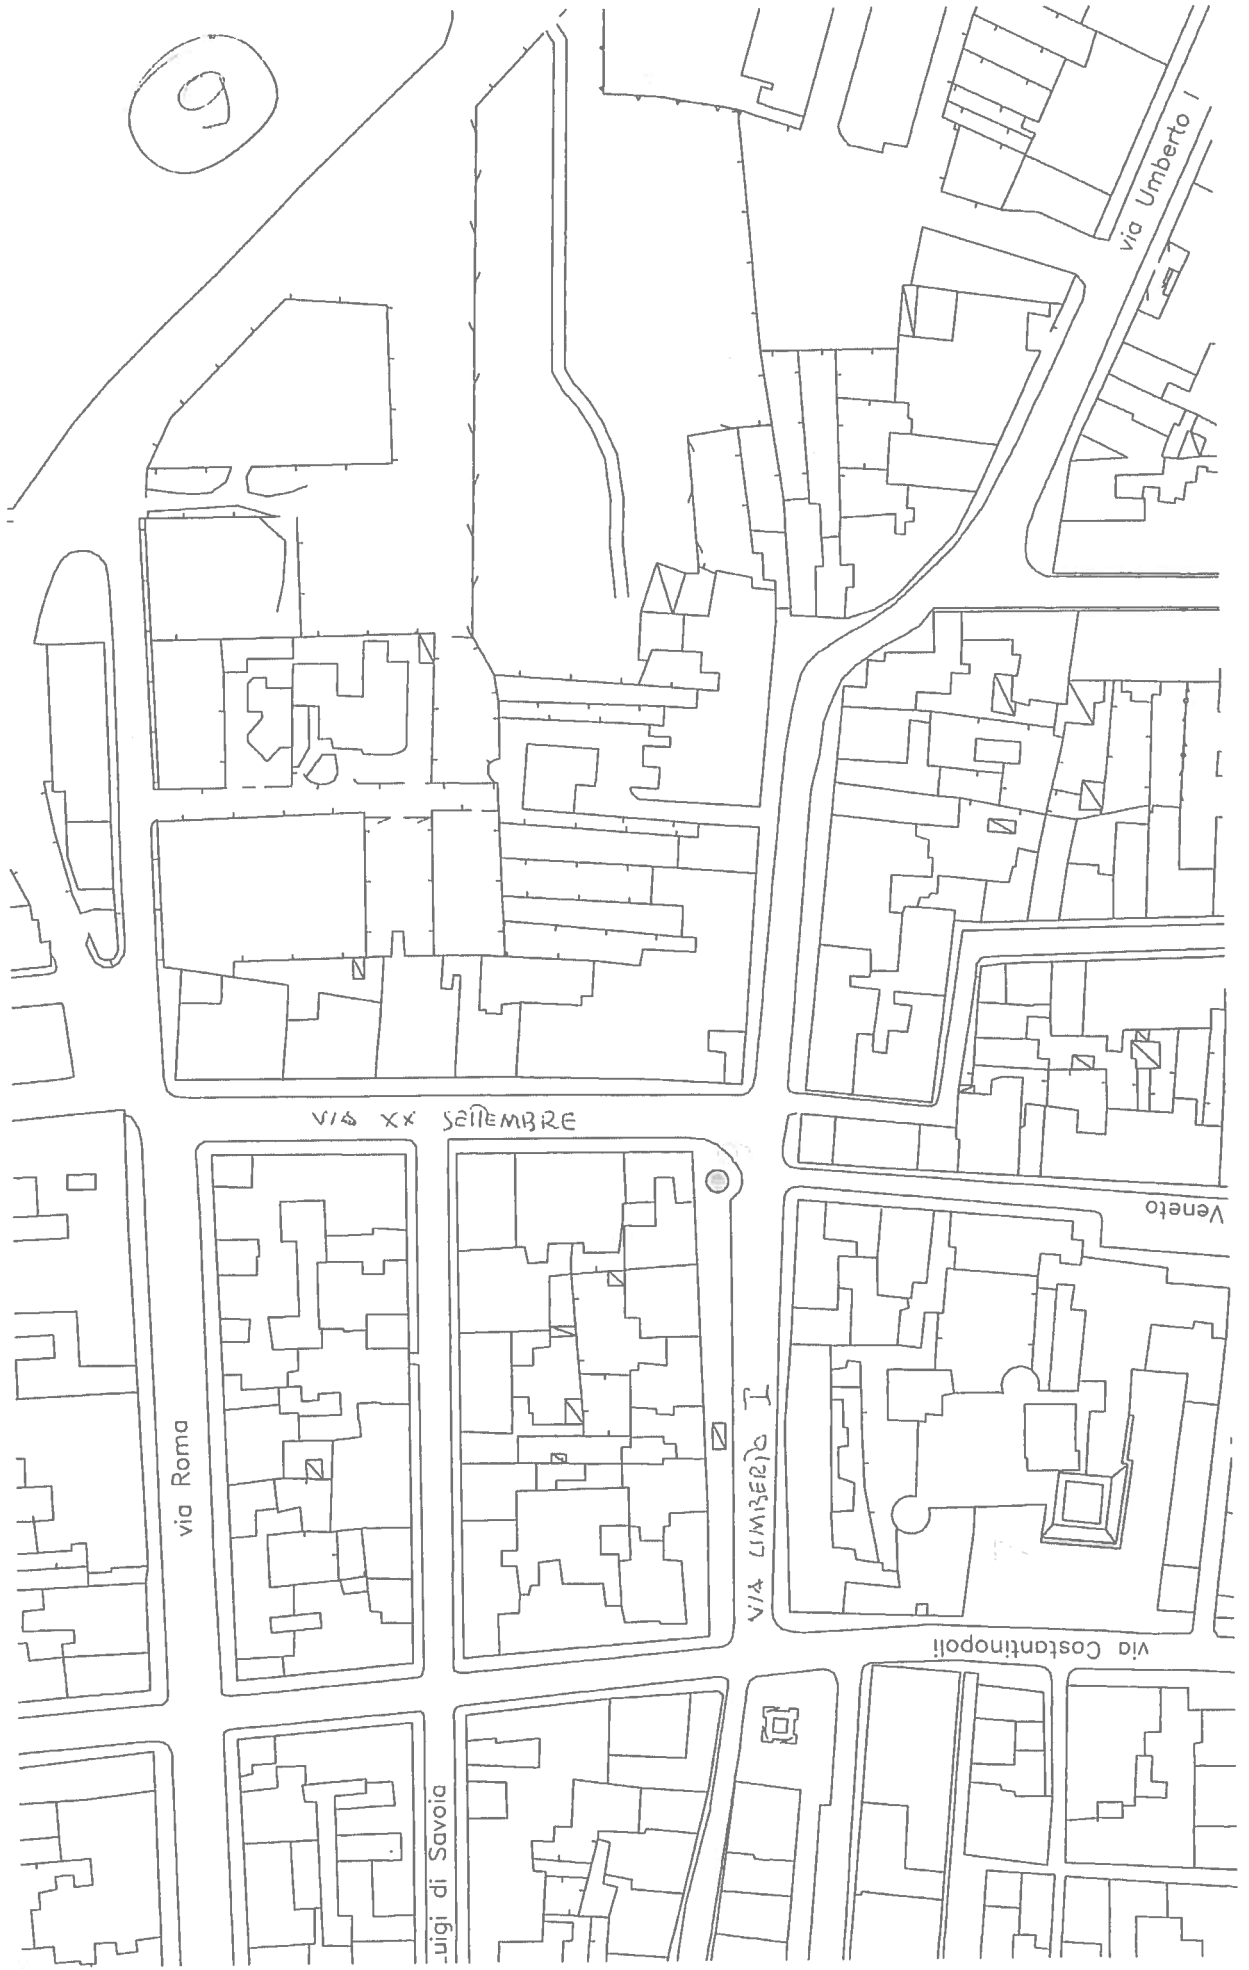 9
via Umberto I
VIA XX SETTEMBRE
Veneto
via Roma
VIA UMBERTO I
via Costantinopoli
uigi di Savoia